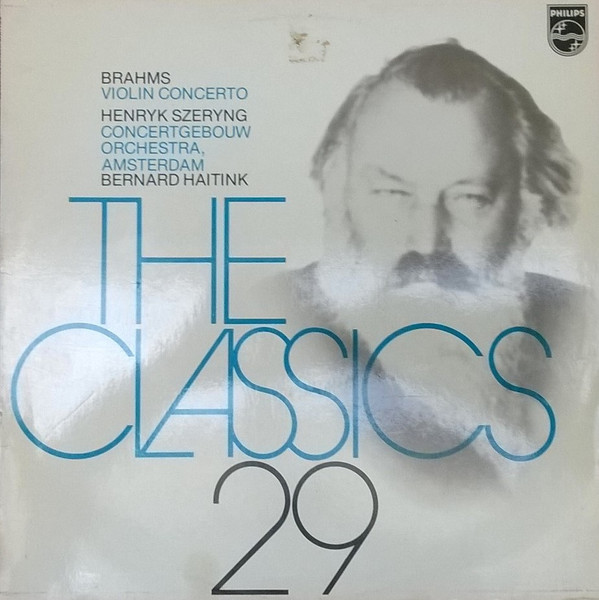 PHILIPS
BRAHMS
VIOLIN CONCERTO
HENRYK SZERYNG
CONCERTGEBOUW
ORCHESTRA,
AMSTERDAM
BERNARD HAITINK
THE
CLASSICS
29